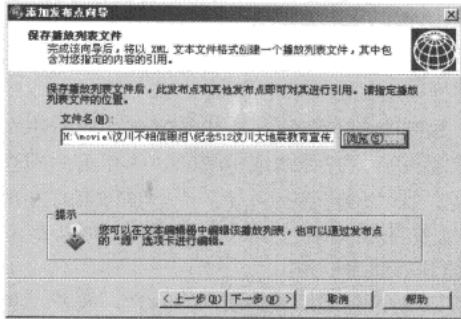 添加发布点向导
保存播放列表文件
完成该向导后，将以 XML 文本文件格式创建一个播放列表文件，其中包
含对您指定的内容的引用。
保存播放列表文件后，此发布点和其他发布点即可对其进行引用。请指定播放
列表文件的位置。
文件名(N):
H:\movie\汶川不相信眼泪\纪念512汶川大地震教育宣传.
浏览(S)...
提示
您可以在文本编辑器中编辑该播放列表，也可以通过发布点
的“源”选项卡进行编辑。
<上一步(B) 下一步(N)> 取消 帮助